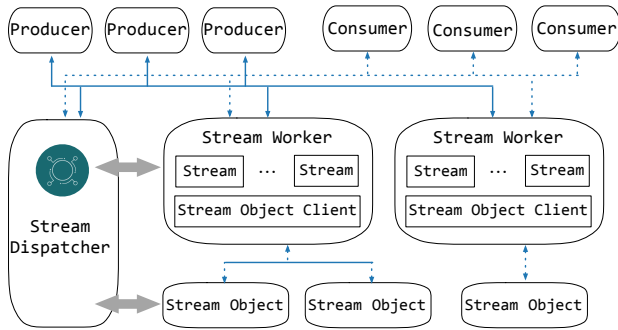 Producer Producer Producer Consumer Consumer Consumer
Stream Worker Stream Worker
Stream ... Stream Stream ... Stream
Stream Object Client Stream Object Client
Stream
Dispatcher
Stream Object Stream Object Stream Object